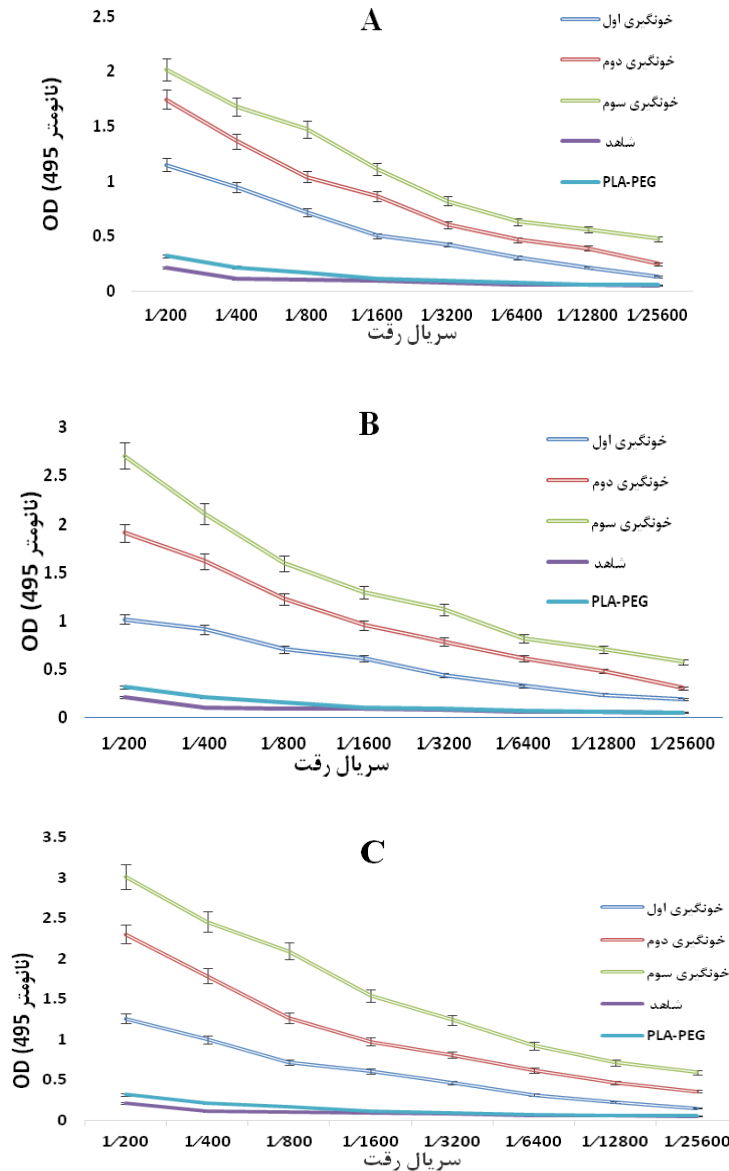 A
2.5
2
1.5
1
0.5
0
OD (495 نانومتر)
خونگیری اول
خونگیری دوم
خونگیری سوم
شاهد
PLA-PEG
1/200 1/400 1/800 1/1600 1/3200 1/6400 1/12800 1/25600
سریال رقت
B
3
2.5
2
1.5
1
0.5
0
OD (495 نانومتر)
خونگیری اول
خونگیری دوم
خونگیری سوم
شاهد
PLA-PEG
1/200 1/400 1/800 1/1600 1/3200 1/6400 1/12800 1/25600
سریال رقت
C
3.5
3
2.5
2
1.5
1
0.5
0
OD (495 نانومتر)
خونگیری اول
خونگیری دوم
خونگیری سوم
شاهد
PLA-PEG
1/200 1/400 1/800 1/1600 1/3200 1/6400 1/12800 1/25600
سریال رقت